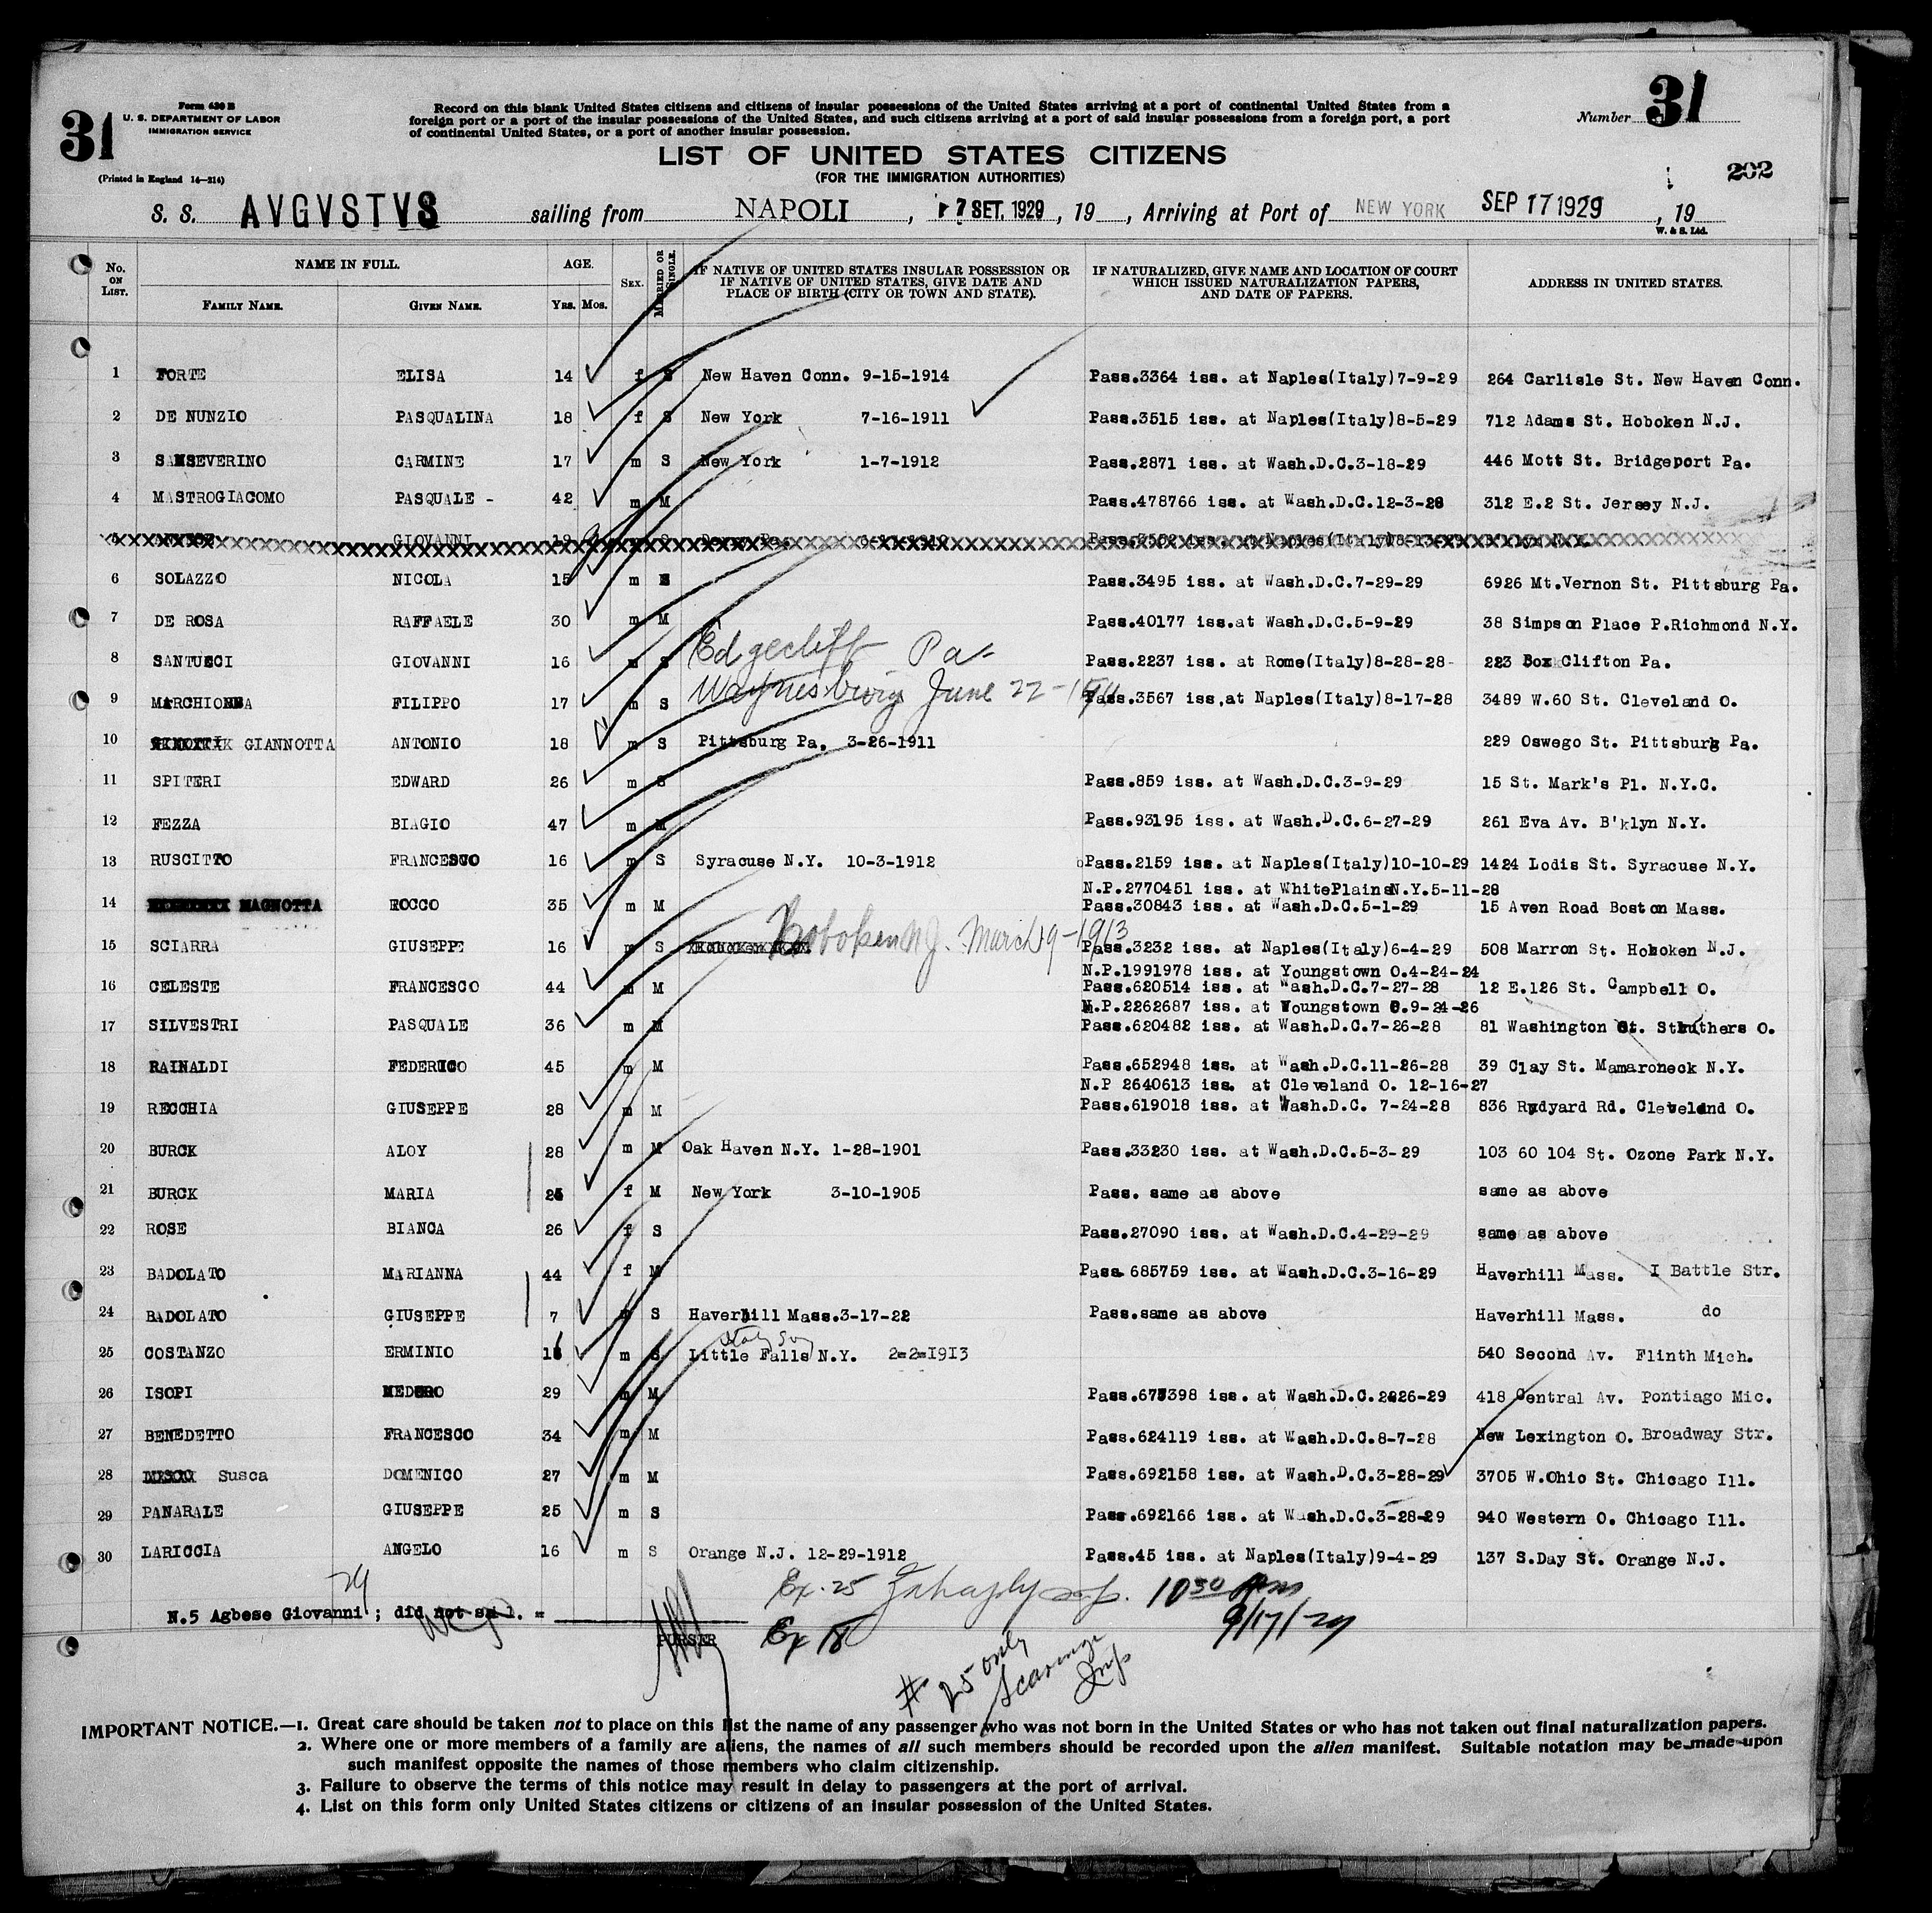 31
Form 630 B
U. S. DEPARTMENT OF LABOR
IMMIGRATION SERVICE
(Printed in England 14—214)
Record on this blank United States citizens and citizens of insular possessions of the United States arriving at a port of continental United States from a
foreign port or a port of the insular possessions of the United States, and such citizens arriving at a port of said insular possessions from a foreign port, a port
of continental United States, or a port of another insular possession.
Number 31
LIST OF UNITED STATES CITIZENS
(FOR THE IMMIGRATION AUTHORITIES)
202
S. S. AVGVSTVS sailing from NAPOLI, 7 SET. 1929, 19 , Arriving at Port of NEW YORK SEP 17 1929, 19
W. & S. Ltd.
No. ON LIST. NAME IN FULL. FAMILY NAME. GIVEN NAME. AGE. YRS. MOS. SEX. MARRIED OR SINGLE. IF NATIVE OF UNITED STATES INSULAR POSSESSION OR IF NATIVE OF UNITED STATES, GIVE DATE AND PLACE OF BIRTH (CITY OR TOWN AND STATE). IF NATURALIZED, GIVE NAME AND LOCATION OF COURT WHICH ISSUED NATURALIZATION PAPERS, AND DATE OF PAPERS. ADDRESS IN UNITED STATES.
1 FORTE ELISA 14 f S New Haven Conn. 9-15-1914 Pass.3364 iss. at Naples(Italy)7-9-29 264 Carlisle St. New Haven Conn.
2 DE NUNZIO PASQUALINA 18 f S New York 7-16-1911 Pass.3515 iss. at Naples(Italy)8-5-29 712 Adams St. Hoboken N.J.
3 SANSEVERINO CARMINE 17 m S New York 1-7-1912 Pass.2871 iss. at Wash.D.C.3-18-29 446 Mott St. Bridgeport Pa.
4 MASTROGIACOMO PASQUALE - 42 m M Pass.478766 iss. at Wash.D.C.12-3-28 312 E.2 St. Jersey N.J.
GIOVANNI
6 SOLAZZO NICOLA 15 m S Pass.3495 iss. at Wash.D.C.7-29-29 6926 Mt.Vernon St. Pittsburg Pa.
7 DE ROSA RAFFAELE 30 m M Pass.40177 iss.at Wash.D.C.5-9-29 38 Simpson Place P.Richmond N.Y.
8 SANTUCCI GIOVANNI 16 m S Edgecliff Pa- Pass.2237 iss. at Rome(Italy)8-28-28 223 Box Clifton Pa.
9 MARCHIONNA FILIPPO 17 m S Waynesburg June 22-1911 Pass.3567 iss.at Naples(Italy)8-17-28 3489 W.60 St. Cleveland O.
10 GIANNOTTA ANTONIO 18 m S Pittsburg Pa. 3-26-1911 229 Oswego St. Pittsburg Pa.
11 SPITERI EDWARD 26 m S Pass.859 iss. at Wash.D.C.3-9-29 15 St. Mark's Pl. N.Y.C.
12 FEZZA BIAGIO 47 m M Pass.93195 iss. at Wash.D.C.6-27-29 261 Eva Av. B'klyn N.Y.
13 RUSCITTO FRANCESCO 16 m S Syracuse N.Y. 10-3-1912 Pass.2159 iss. at Naples(Italy)10-10-29 1424 Lodis St. Syracuse N.Y.
N.P.2770451 iss. at WhitePlainsN.Y.5-11-28
14 MAGNOTTA ROCCO 35 m M Pass.30843 iss. at Wash.D.C.5-1-29 15 Aven Road Boston Mass.
15 SCIARRA GIUSEPPE 16 m S Hoboken N.J. March 9-1913 Pass.3232 iss. at Naples(Italy)6-4-29 508 Marron St. Hoboken N.J.
N.P.1991978 iss. at Youngstown O.4-24-24
16 CELESTE FRANCESCO 44 m M Pass.620514 iss. at Wash.D.C.7-27-28 12 E.126 St. Campbell O.
N.P.2262687 iss. at Youngstown O.9-24-26
17 SILVESTRI PASQUALE 36 m M Pass.620482 iss. at Wash.D.C.7-26-28 81 Washington St. Struthers O.
18 RAINALDI FEDERICO 45 m M Pass.652948 iss. at Wash.D.C.11-26-28 39 Clay St. Mamaroneck N.Y.
N.P 2640613 iss. at Cleveland O. 12-16-27
19 RECCHIA GIUSEPPE 28 m M Pass.619018 iss. at Wash.D.C. 7-24-28 836 Rudyard Rd. Cleveland O.
20 BURCK ALOY 28 m M Oak Haven N.Y. 1-28-1901 Pass.33230 iss. at Wash.D.C.5-3-29 103 60 104 St. Ozone Park N.Y.
21 BURCK MARIA f M New York 3-10-1905 Pass. same as above same as above
22 ROSE BIANCA 26 f S Pass.27090 iss. at Wash.D.C.4-29-29 same as above
23 BADOLATO MARIANNA 44 f M Pass 685759 iss. at Wash.D.C.3-16-29 Haverhill Mass. I Battle Str.
24 BADOLATO GIUSEPPE 7 m S Haverhill Mass.3-17-22 Pass.same as above Haverhill Mass. do
25 COSTANZO ERMINIO 16 m S Little Falls N.Y. 2=2=1913 540 Second Av. Flinth Mich.
26 ISOPI 29 m M iss. at Wash.D.C. 418 Central Av. Pontiago Mic.
27 BENEDETTO FRANCESCO 34 m M Pass.624119 iss. at Wash.D.C.8-7-28 New Lexington O. Broadway Str.
28 Susca DOMENICO 27 m M Pass.692158 iss. at Wash.D.C.3-28-29 3705 W.Ohio St. Chicago Ill.
29 PANARALE GIUSEPPE 25 m S Pass.692166 iss. at Wash.D.C.3-28-29 940 Western O. Chicago Ill.
30 LARICCIA ANGELO 16 m S Orange N.J. 12-29-1912 Pass.45 iss. at Naples(Italy)9-4-29 137 S.Day St. Orange N.J.
29
Ex. 25 10 30 Am
N.5 Agbese Giovanni ; did not sail. =
9/17/29
PURSER Ex 18
# 25 only
IMPORTANT NOTICE.—1. Great care should be taken not to place on this list the name of any passenger who was not born in the United States or who has not taken out final naturalization papers.
2. Where one or more members of a family are aliens, the names of all such members should be recorded upon the alien manifest. Suitable notation may be made upon
such manifest opposite the names of those members who claim citizenship.
3. Failure to observe the terms of this notice may result in delay to passengers at the port of arrival.
4. List on this form only United States citizens or citizens of an insular possession of the United States.